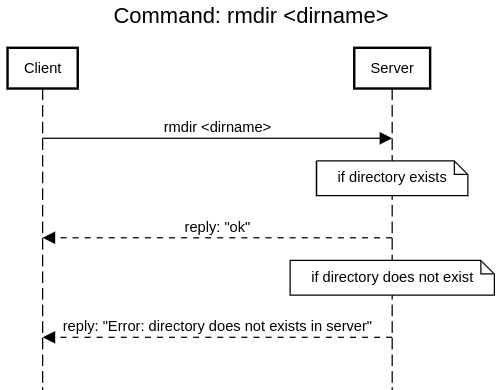 Command: rmdir <dirname>
Client
Server
rmdir <dirname>
if directory exists
reply: "ok"
if directory does not exist
reply: "Error: directory does not exists in server"